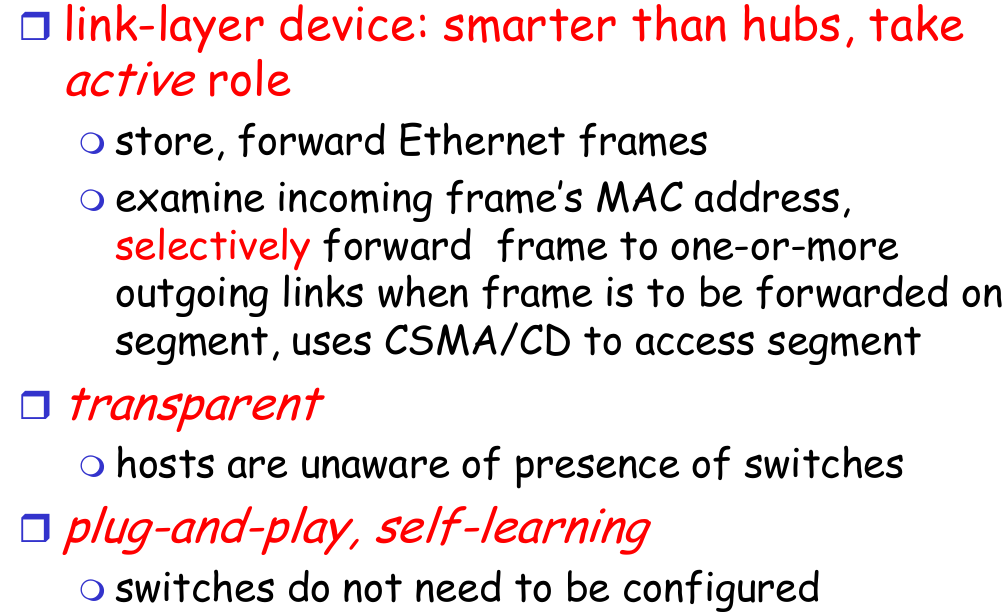 link-layer device: smarter than hubs, take
active role
store, forward Ethernet frames
examine incoming frame's MAC address,
selectively forward frame to one-or-more
outgoing links when frame is to be forwarded on
segment, uses CSMA/CD to access segment
transparent
hosts are unaware of presence of switches
plug-and-play, self-learning
switches do not need to be configured